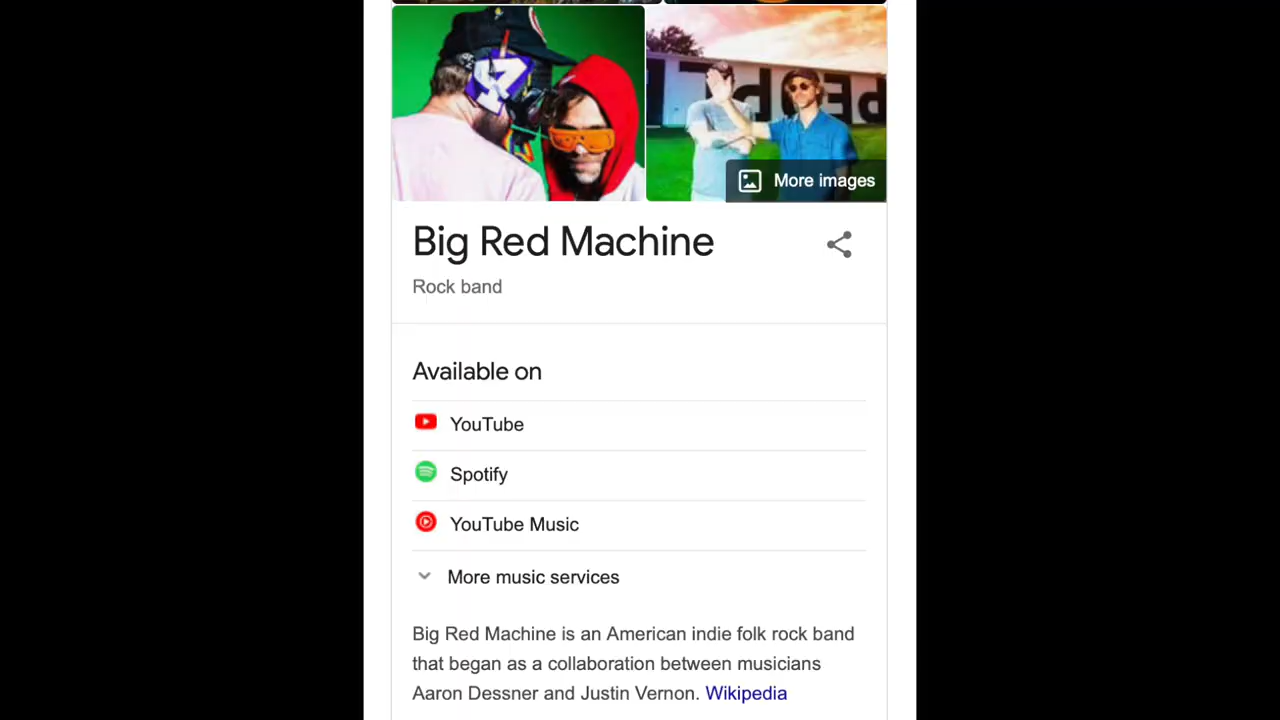 More images
Big Red Machine
Rock band
Available on
YouTube
Spotify
YouTube Music
More music services
Big Red Machine is an American indie folk rock band
that began as a collaboration between musicians
Aaron Dessner and Justin Vernon. Wikipedia